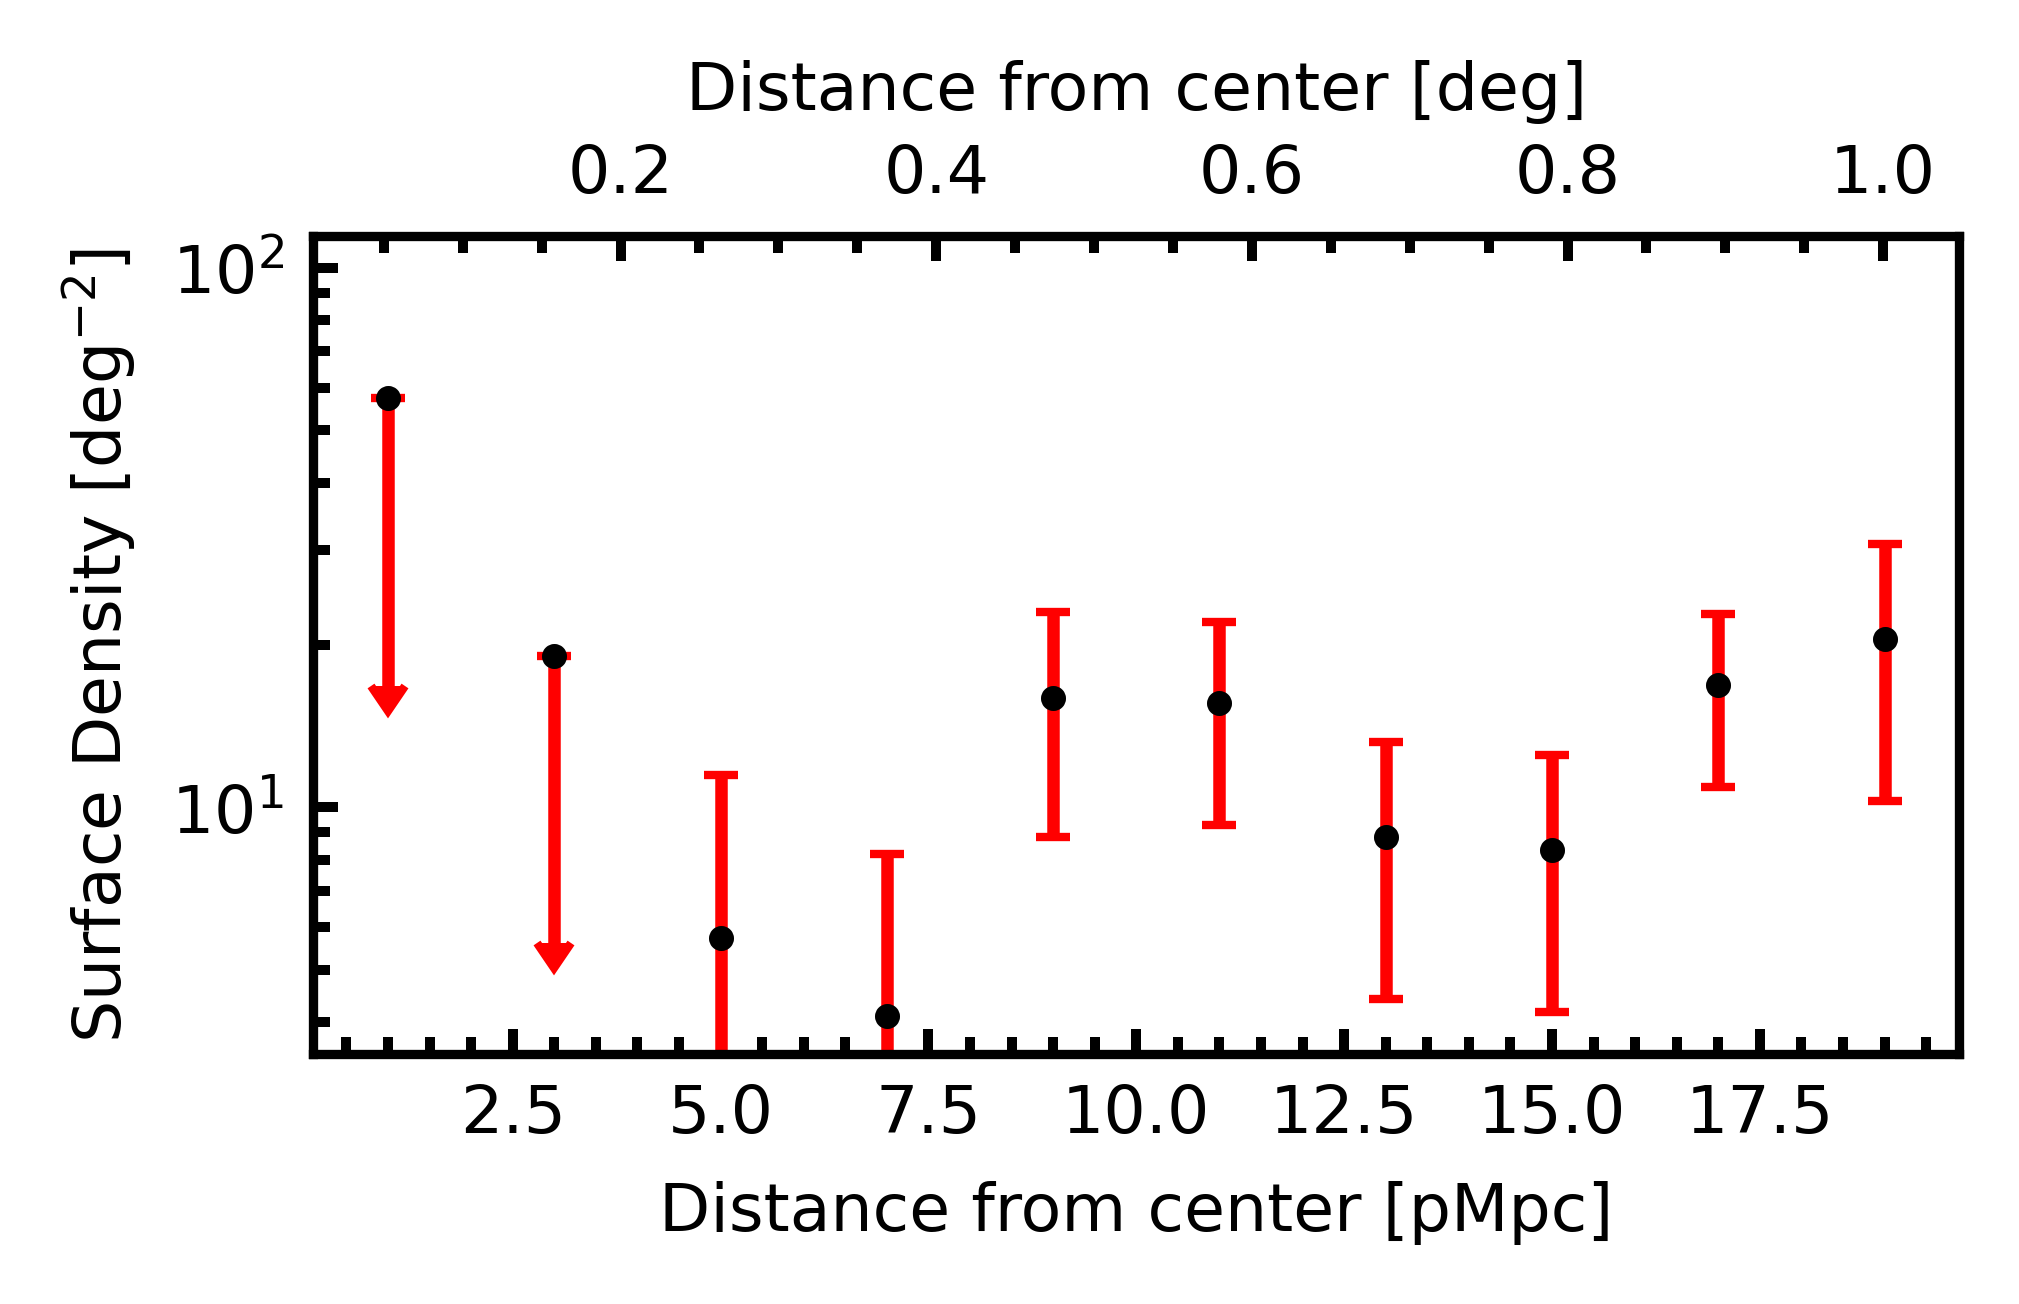 Distance from center [deg]
0.2 0.4 0.6 0.8 1.0
10²
10¹
Surface Density [deg⁻²]
2.5 5.0 7.5 10.0 12.5 15.0 17.5
Distance from center [pMpc]